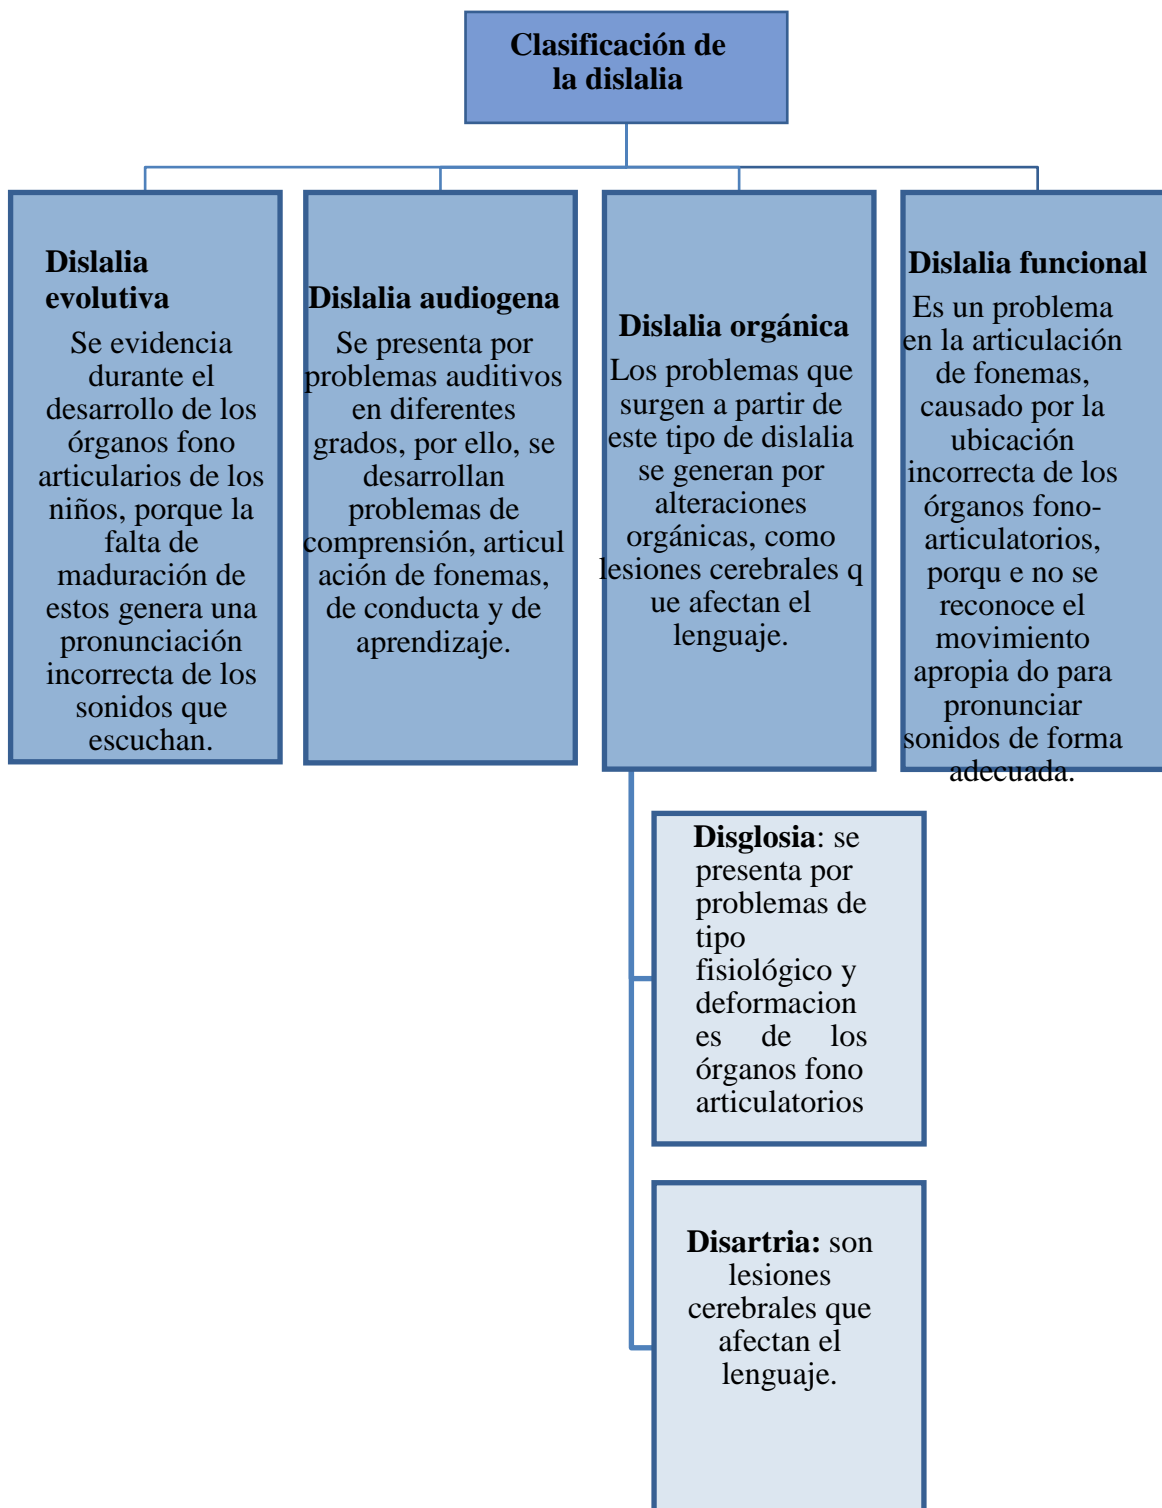 Clasificación de
la dislalia
Dislalia
evolutiva
Se evidencia
durante el
desarrollo de los
órganos fono
articularios de los
niños, porque la
falta de
maduración de
estos genera una
pronunciación
incorrecta de los
sonidos que
escuchan.
Dislalia audiogena
Se presenta por
problemas auditivos
en diferentes
grados, por ello, se
desarrollan
problemas de
comprensión, articul
ación de fonemas,
de conducta y de
aprendizaje.
Dislalia orgánica
Los problemas que
surgen a partir de
este tipo de dislalia
se generan por
alteraciones
orgánicas, como
lesiones cerebrales q
ue afectan el
lenguaje.
Dislalia funcional
Es un problema
en la articulación
de fonemas,
causado por la
ubicación
incorrecta de los
órganos fono-
articulatorios,
porqu e no se
reconoce el
movimiento
apropia do para
pronunciar
sonidos de forma
adecuada.
Disglosia: se
presenta por
problemas de
tipo
fisiológico y
deformacion
es de los
órganos fono
articulatorios
Disartria: son
lesiones
cerebrales que
afectan el
lenguaje.